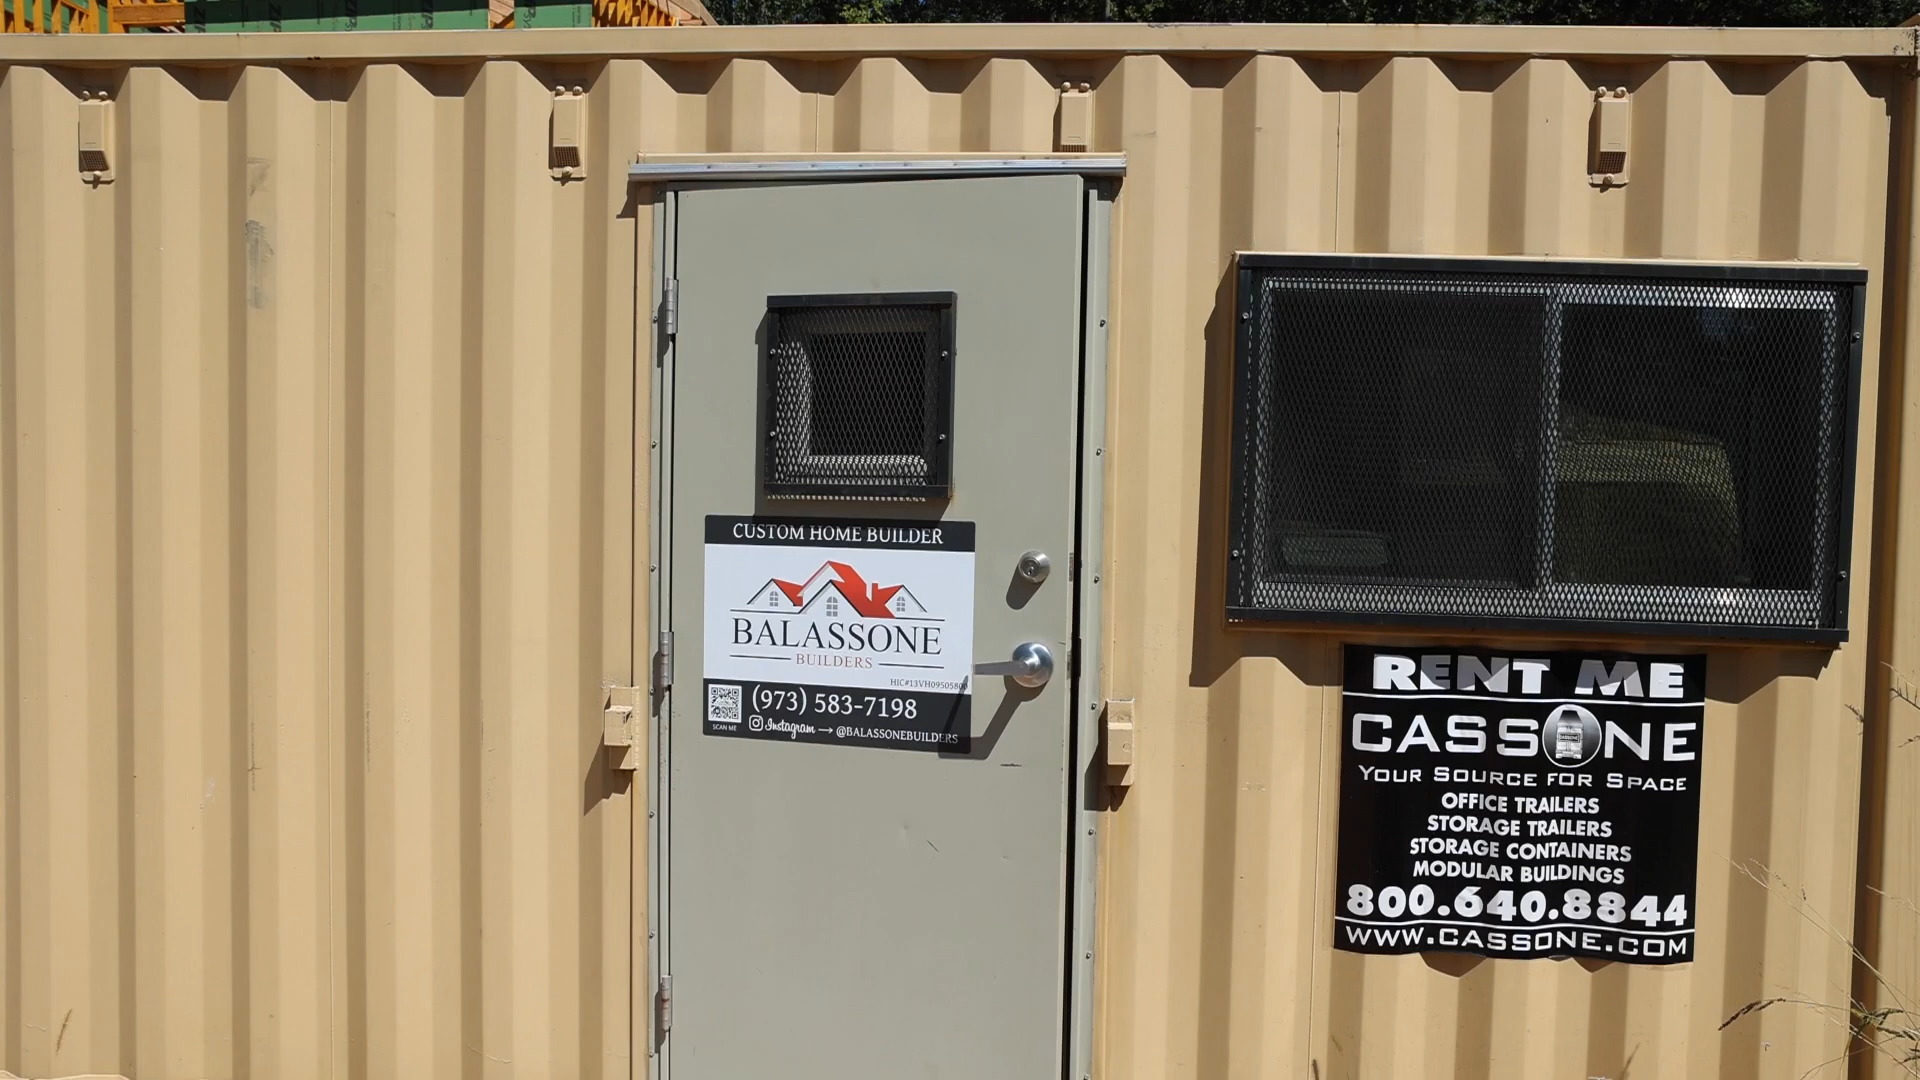 CUSTOM HOME BUILDER
BALASSONE
BUILDERS
HIC#13VH09505800
(973) 583-7198
SCAN ME
Instagram → @BALASSONEBUILDERS
RENT ME
CASSONE
YOUR SOURCE FOR SPACE
OFFICE TRAILERS
STORAGE TRAILERS
STORAGE CONTAINERS
MODULAR BUILDINGS
800.640.8844
WWW.CASSONE.COM